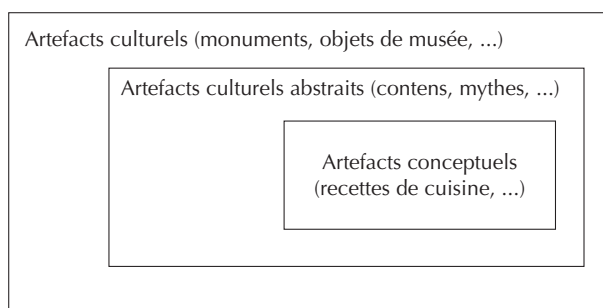 Artefacts culturels (monuments, objets de musée, ...)
Artefacts culturels abstraits (contens, mythes, ...)
Artefacts conceptuels
(recettes de cuisine, ...)